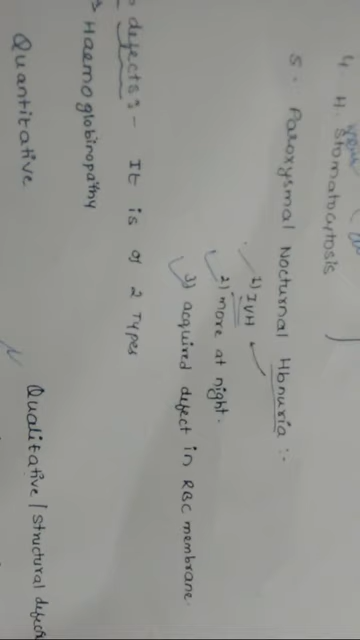 4. H. Stomatocytosis
5. Paroxysmal Nocturnal Hbnuria :-
1) IVH
2) more at night.
3) acquired defect in RBC membrane.
defects :- It is of 2 Types
Haemoglobinopathy
Quantitative
Qualitative / Structural defects